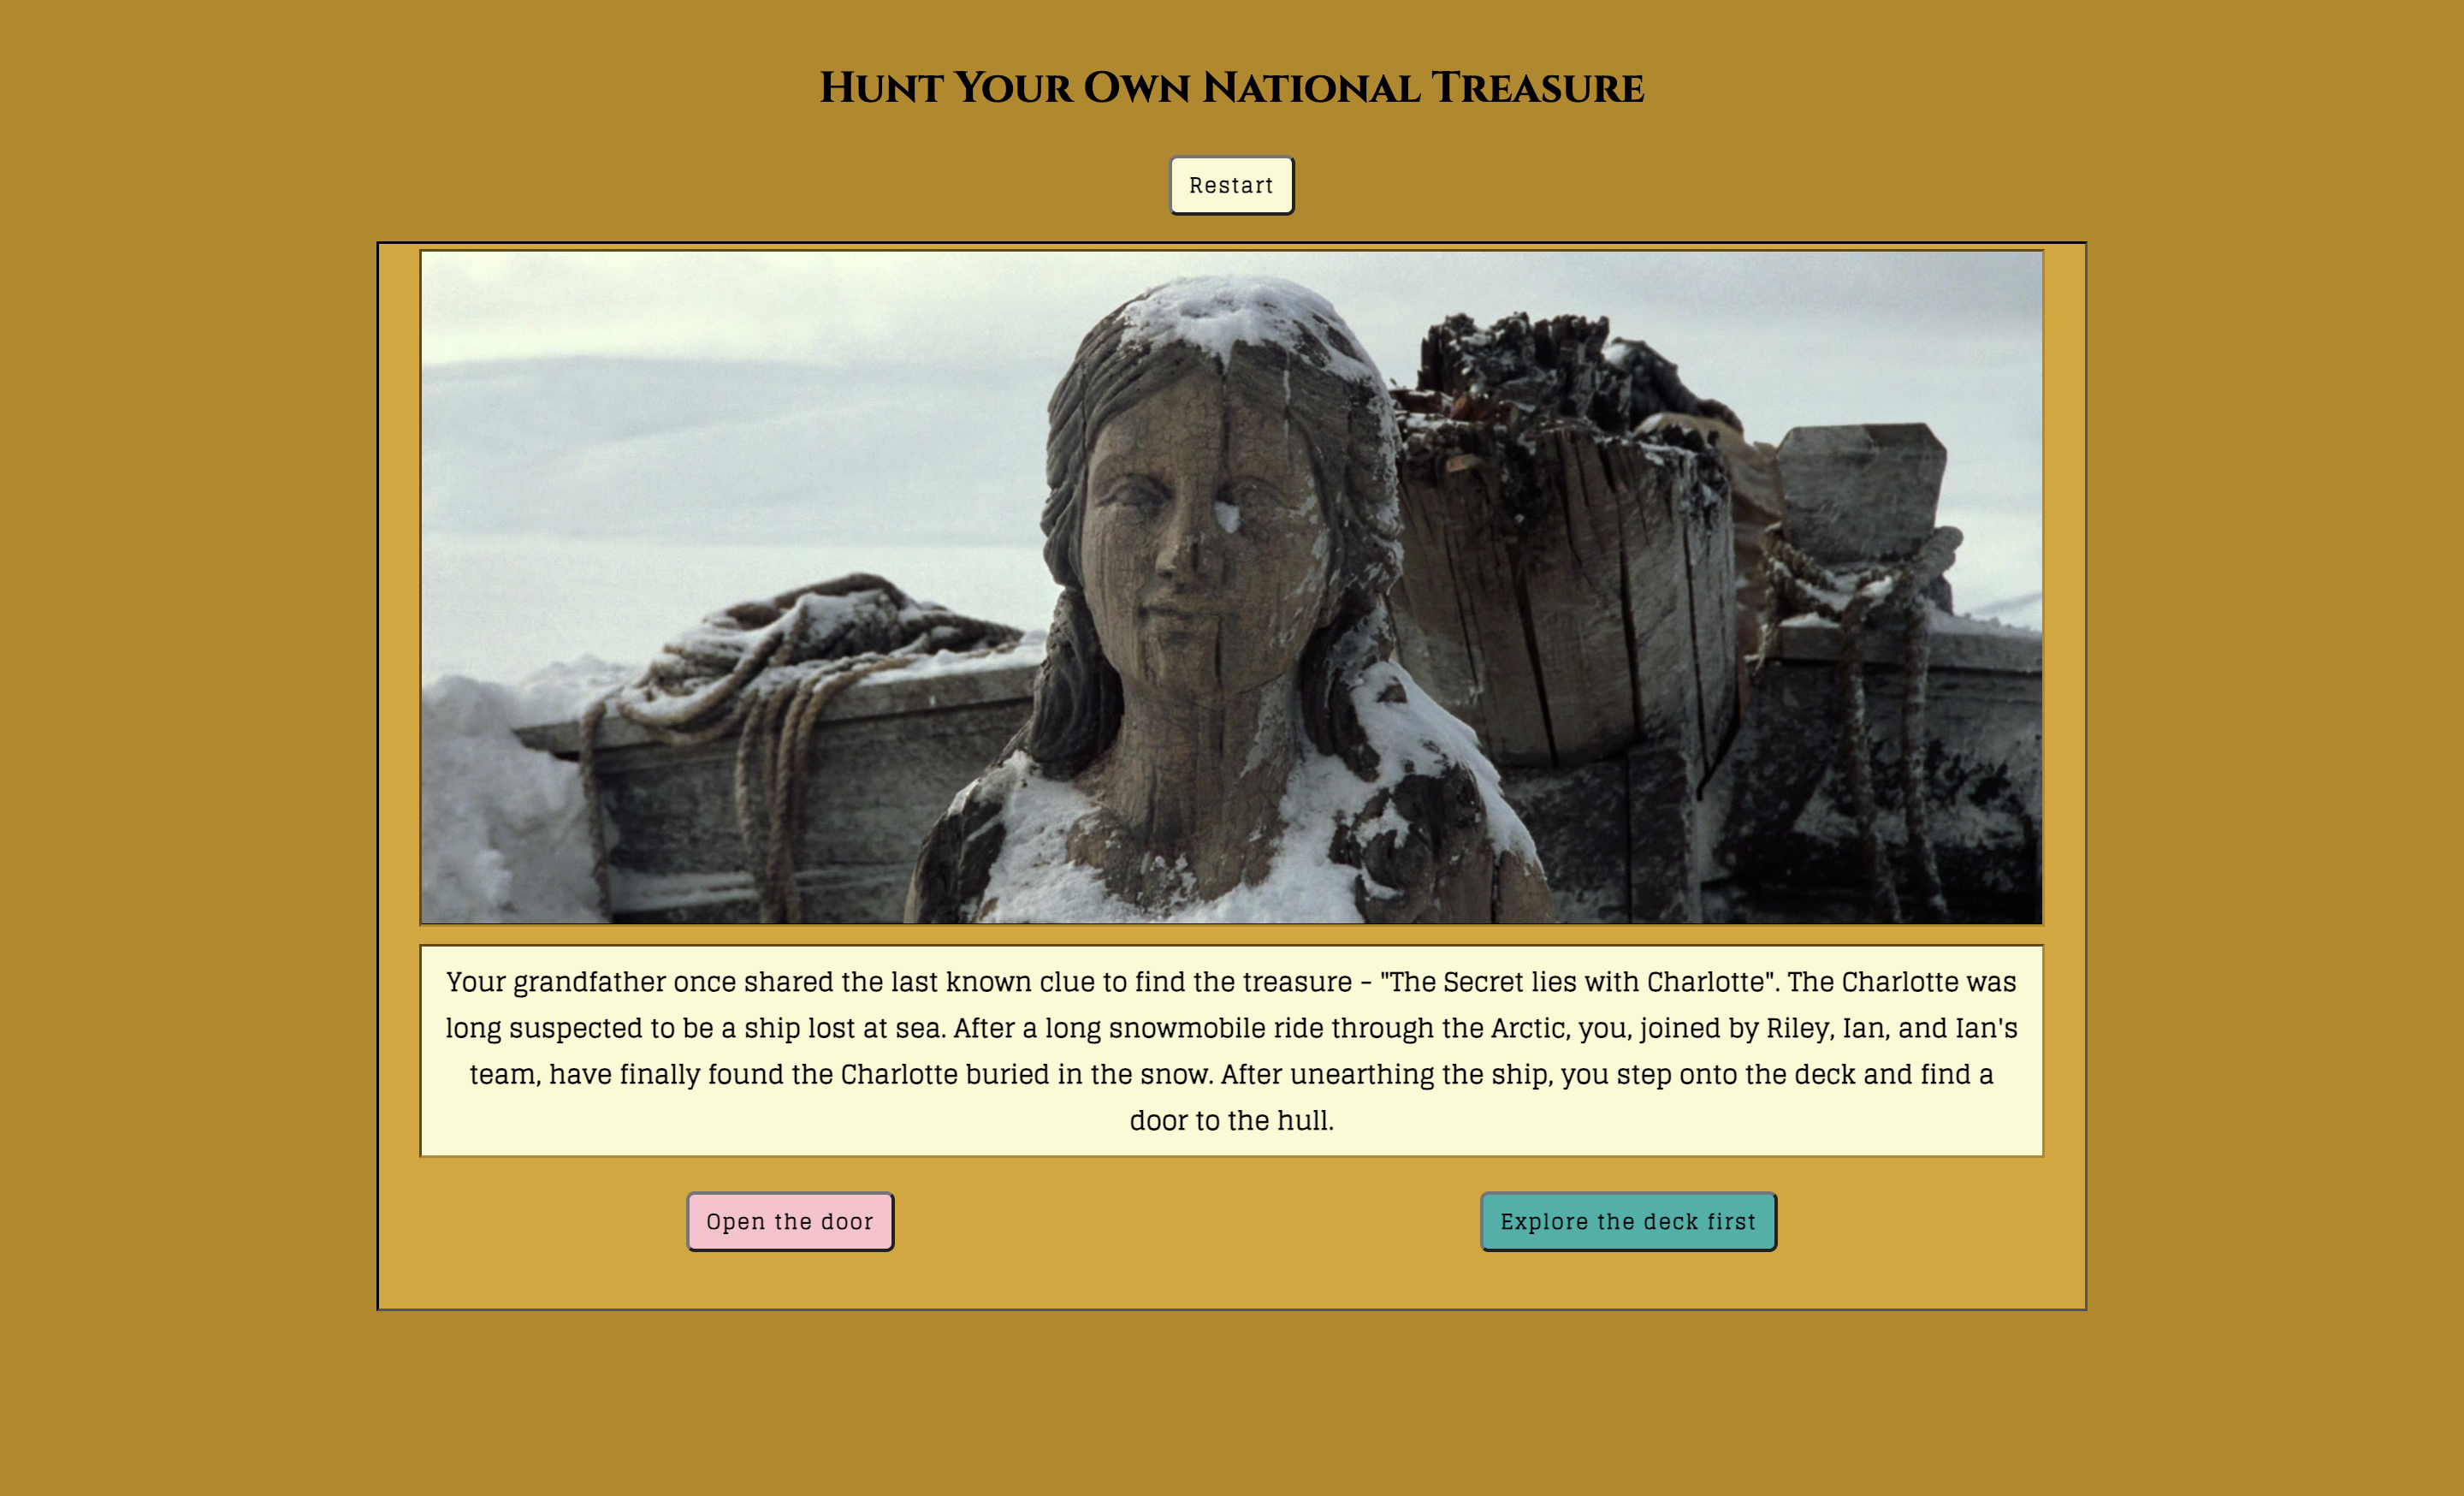 Hunt Your Own National Treasure
Restart
Your grandfather once shared the last known clue to find the treasure - "The Secret lies with Charlotte". The Charlotte was
long suspected to be a ship lost at sea. After a long snowmobile ride through the Arctic, you, joined by Riley, Ian, and Ian's
team, have finally found the Charlotte buried in the snow. After unearthing the ship, you step onto the deck and find a
door to the hull.
Open the door
Explore the deck first